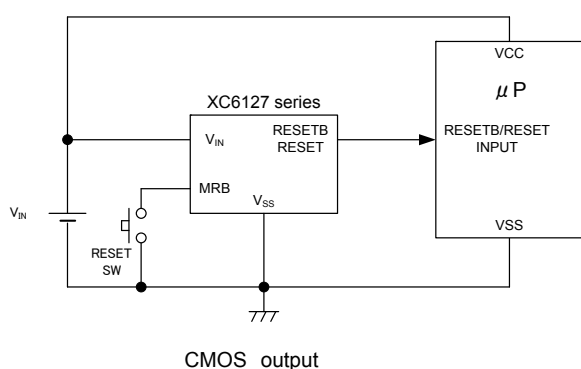 VCC
μP
XC6127 series
VIN
RESETB
RESET
RESETB/RESET
INPUT
MRB
VSS
VIN
VSS
RESET
SW
CMOS output